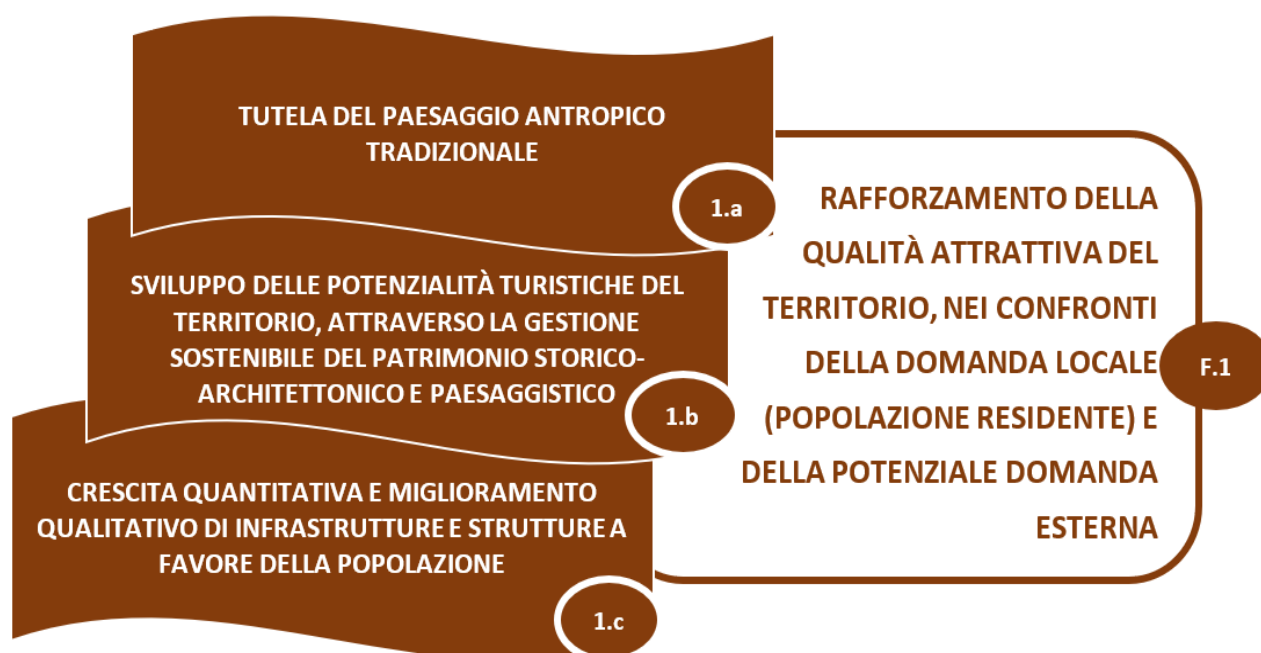 TUTELA DEL PAESAGGIO ANTROPICO
TRADIZIONALE
1.a
SVILUPPO DELLE POTENZIALITÀ TURISTICHE DEL
TERRITORIO, ATTRAVERSO LA GESTIONE
SOSTENIBILE DEL PATRIMONIO STORICO-
ARCHITETTONICO E PAESAGGISTICO
1.b
CRESCITA QUANTITATIVA E MIGLIORAMENTO
QUALITATIVO DI INFRASTRUTTURE E STRUTTURE A
FAVORE DELLA POPOLAZIONE
1.c
RAFFORZAMENTO DELLA
QUALITÀ ATTRATTIVA DEL
TERRITORIO, NEI CONFRONTI
DELLA DOMANDA LOCALE
(POPOLAZIONE RESIDENTE) E
DELLA POTENZIALE DOMANDA
ESTERNA
F.1